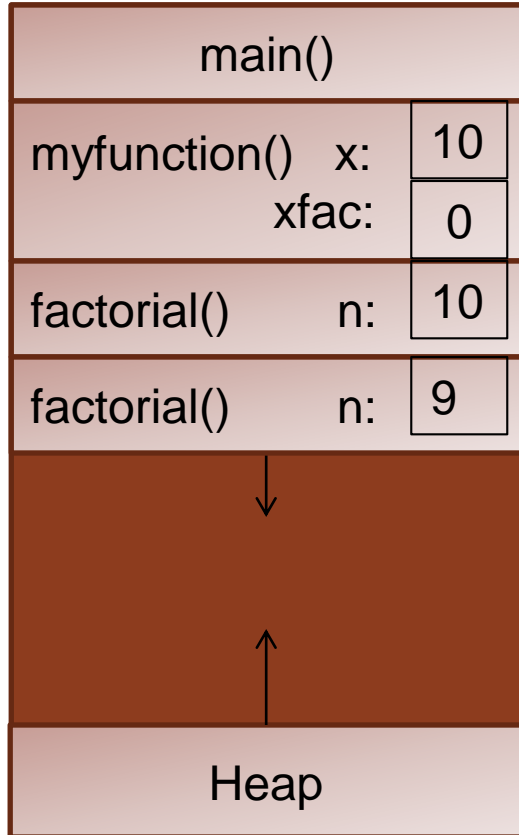 main()
myfunction() x: 10
xfac: 0
factorial() n: 10
factorial() n: 9
Heap